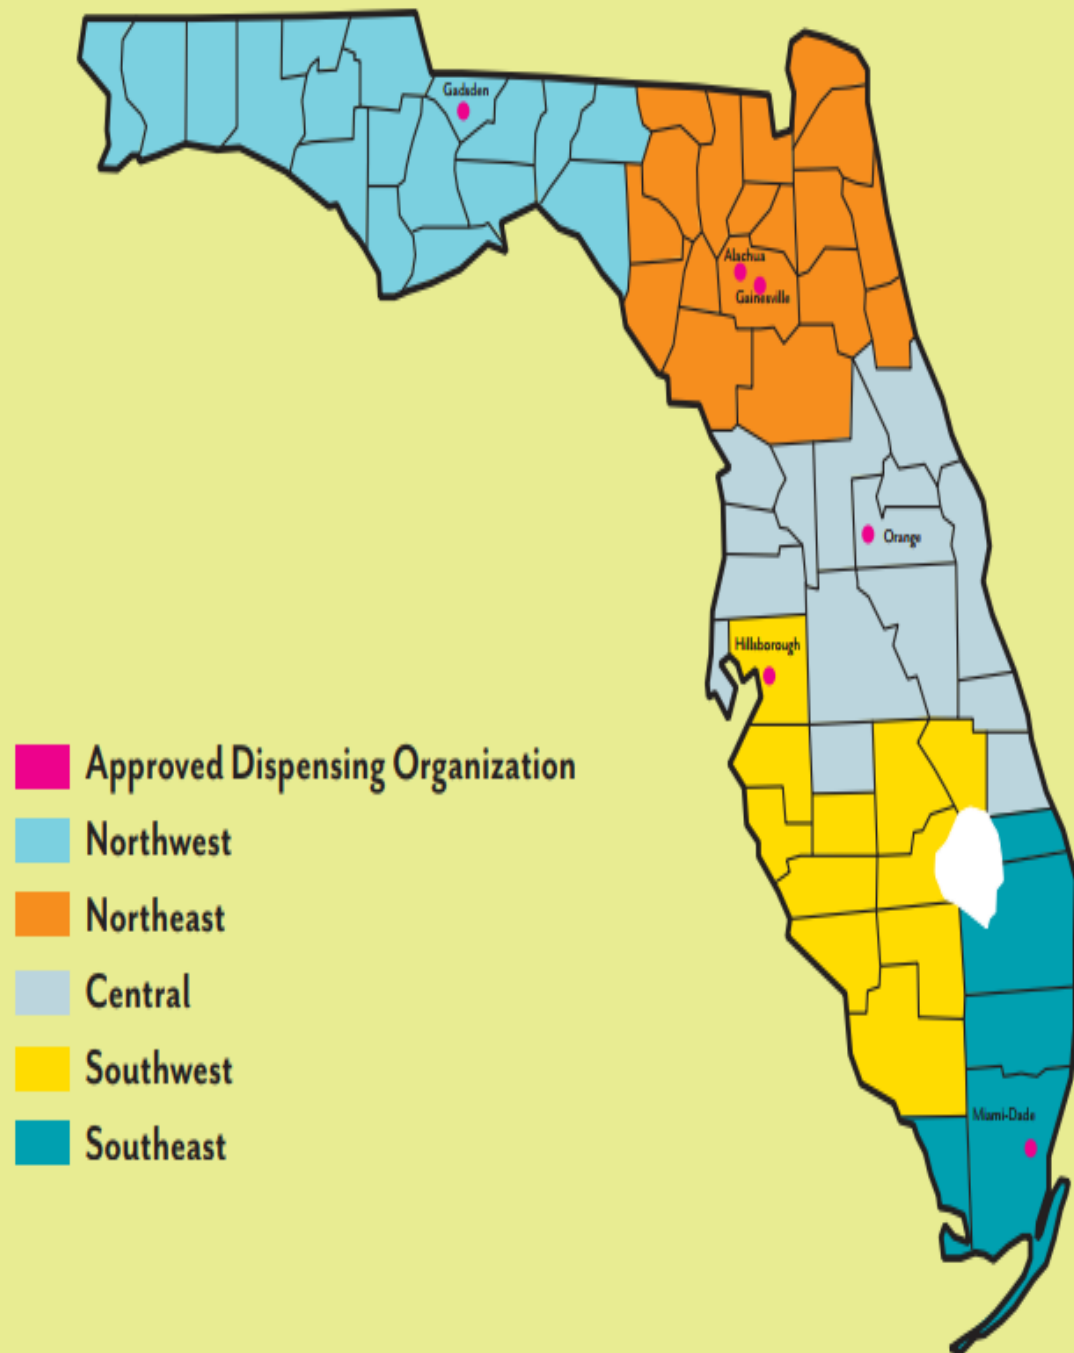 Gadsden
Alachua
Gainesville
Orange
Hillsborough
Approved Dispensing Organization
Northwest
Northeast
Central
Southwest
Southeast
Miami-Dade